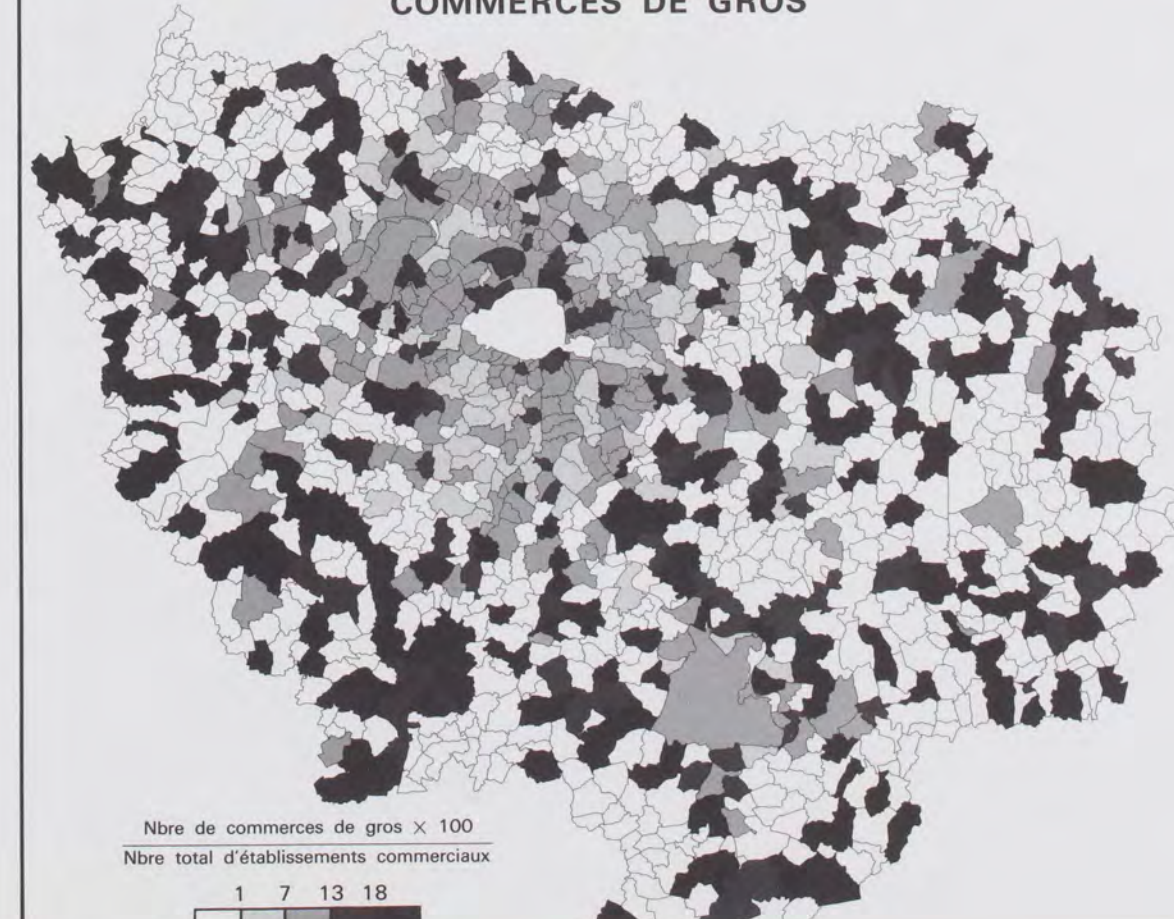 COMMERCES DE GROS
Nbre de commerces de gros × 100
Nbre total d'établissements commerciaux
1 7 13 18